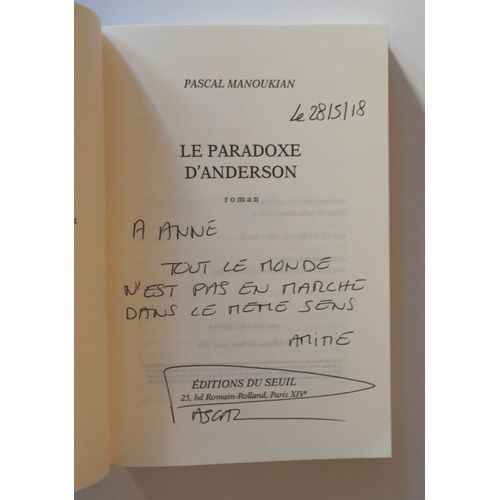 PASCAL MANOUKIAN
Le 28/5/18
LE PARADOXE
D'ANDERSON
roman
A ANNE
TOUT LE MONDE
N'EST PAS EN MARCHE
DANS LE MEME SENS
AMITIE
ÉDITIONS DU SEUIL
25, bd Romain-Rolland, Paris XIVe